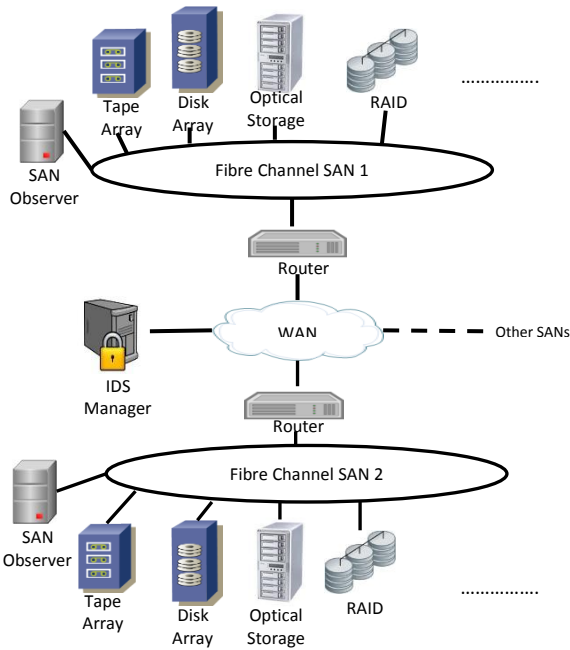 Tape
Array
Disk
Array
Optical
Storage
RAID
................
SAN
Observer
Fibre Channel SAN 1
Router
WAN
Other SANs
IDS
Manager
Router
Fibre Channel SAN 2
SAN
Observer
Tape
Array
Disk
Array
Optical
Storage
RAID
................